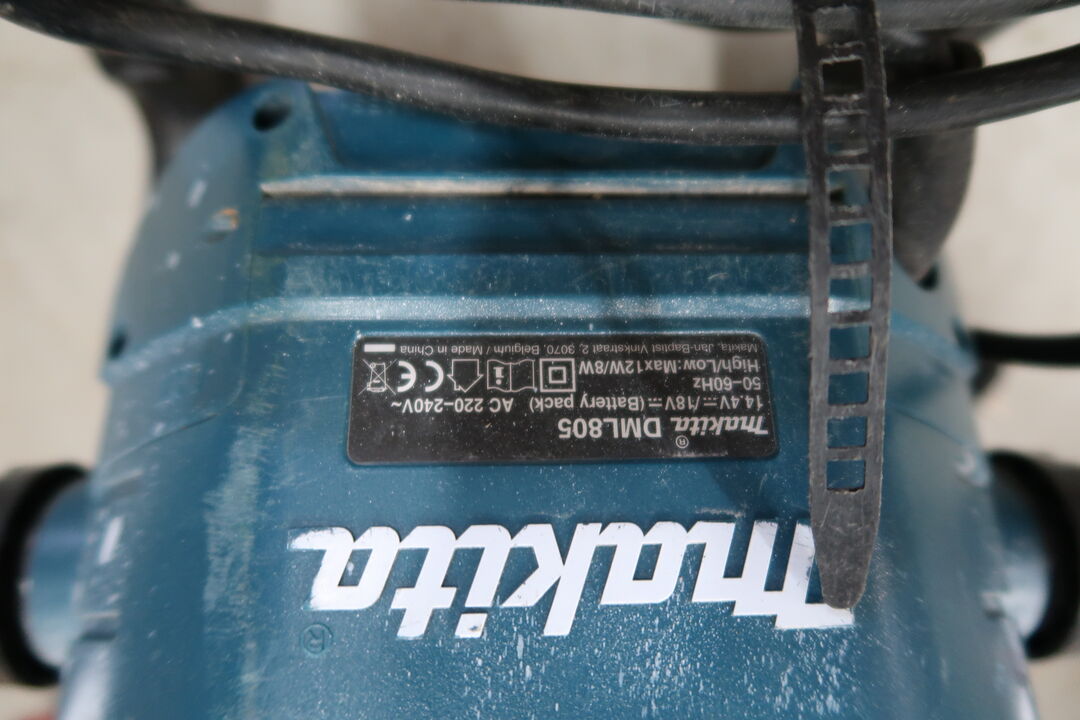 makita® DML805
14.4V⎓/18V⎓ (Battery pack) AC 220-240V~
50-60Hz
High/Low:Max12W/8W
CE
Makita, Jan-Baptist Vinkstraat 2, 3070, Belgium / Made in China
makita
®